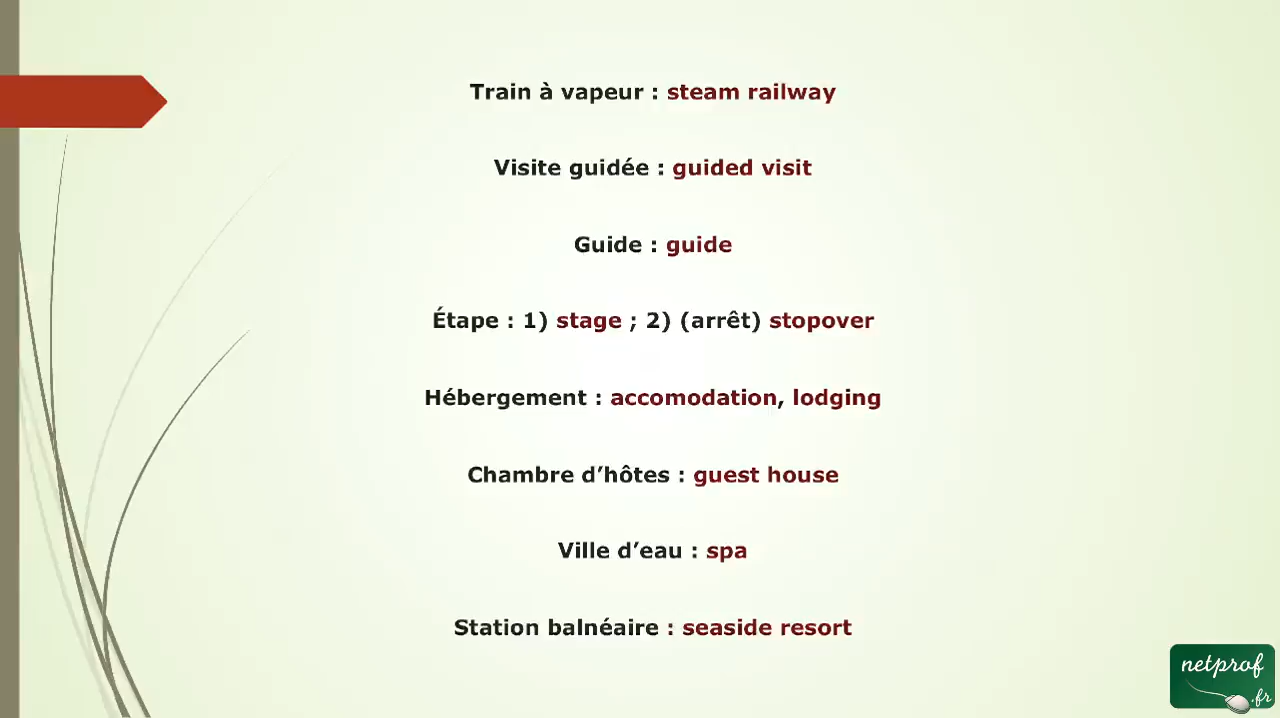 Train à vapeur : steam railway
Visite guidée : guided visit
Guide : guide
Étape : 1) stage ; 2) (arrêt) stopover
Hébergement : accomodation, lodging
Chambre d’hôtes : guest house
Ville d’eau : spa
Station balnéaire : seaside resort
netprof
.fr